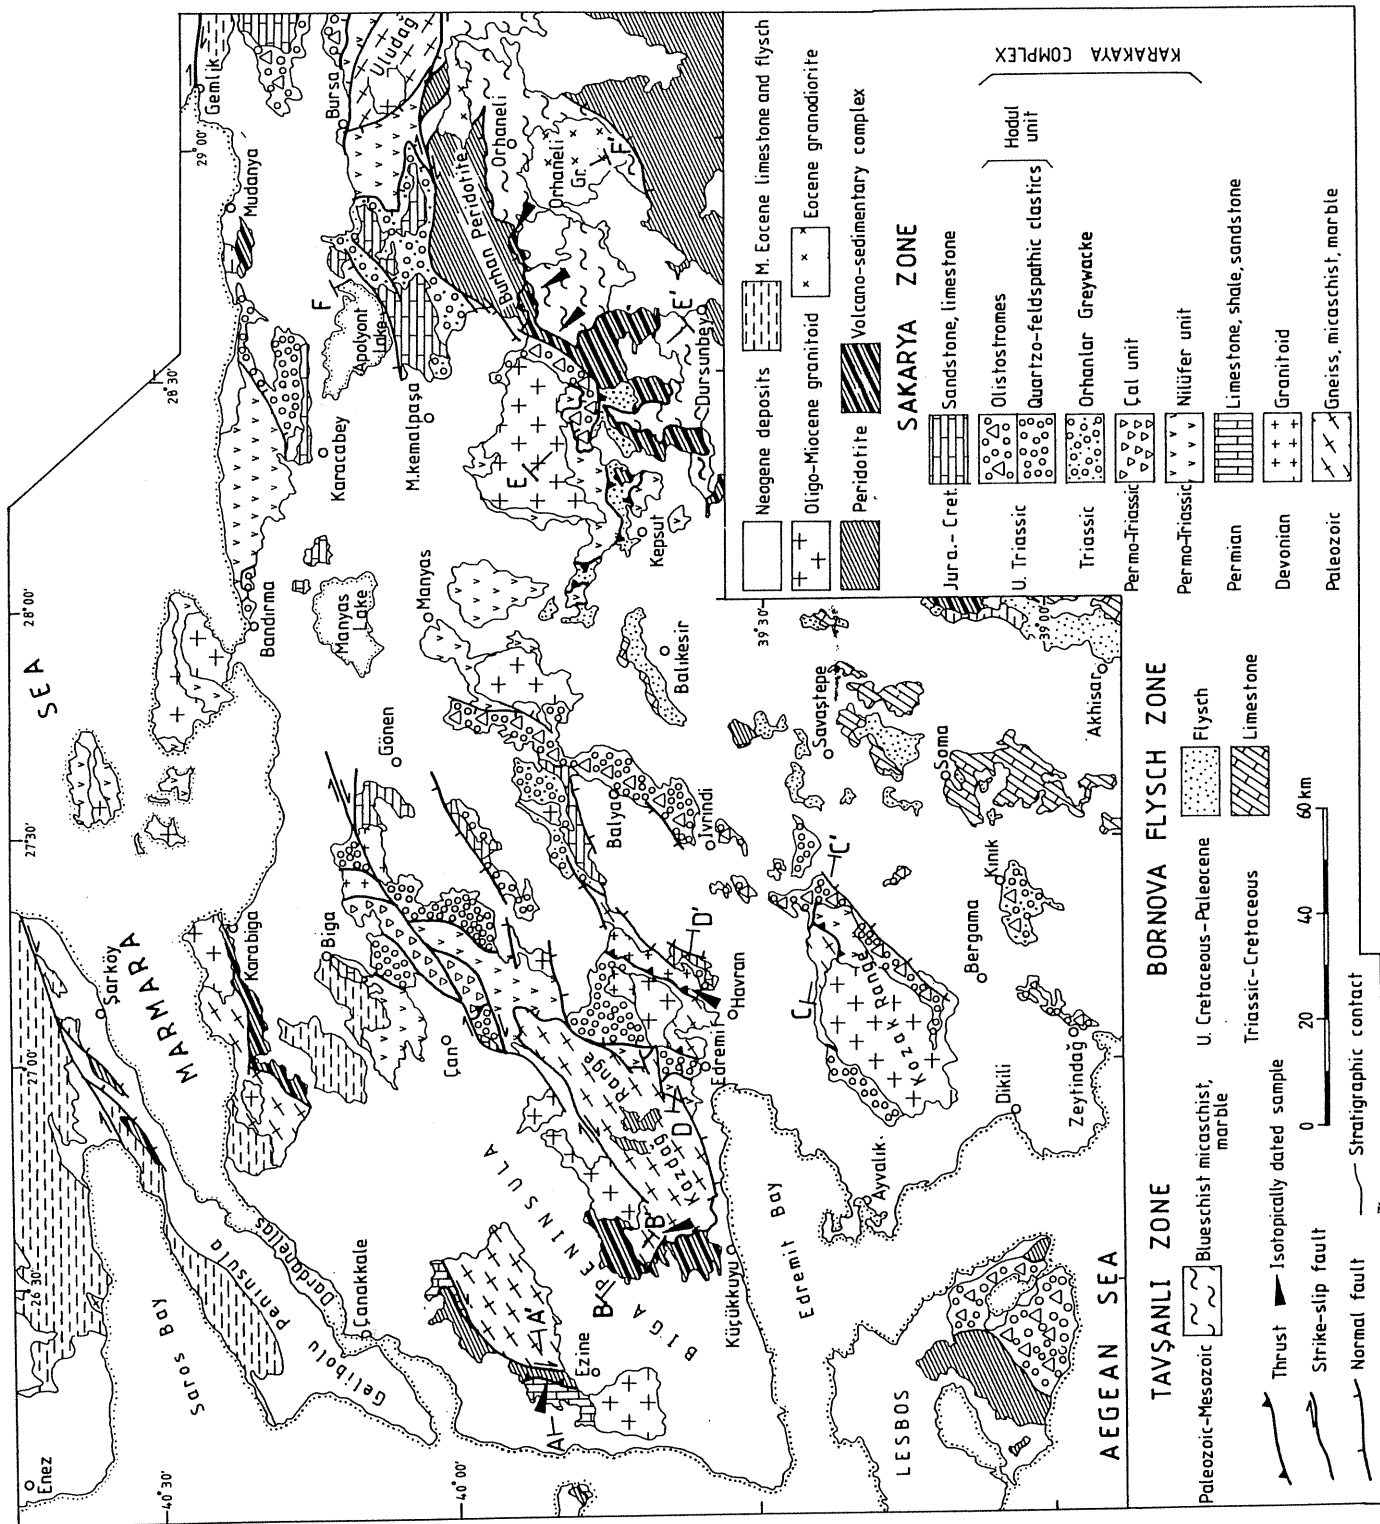 SEA
MARMARA
Enez
Şarköy
Saros Bay
Gelibolu Peninsula
Dardanelles
Çanakkale
Karabiga
Biga
Çan
Gönen
Bandırma
Manyas Lake
Manyas
Karacabey
M.kemalpaşa
Apolyont Lake
Mudanya
Gemlik
Bursa
Uludağ
Burhan Peridotite
Orhaneli
Orhaneli Gr.
Dursunbey
Kepsut
Balıkesir
Balya
İvrindi
Savaştepe
Soma
Akhisar
Kınık
Bergama
Kozak Range
Dikili
Zeytindağ
Ayvalık
Edremit Bay
Edremit
Havran
Kazdağ Range
Küçükkuyu
BİGA PENINSULA
Ezine
LESBOS
AEGEAN SEA
A
A'
B
B'
C
C'
D
D'
E
E'
F
F'
26 30'
27° 00'
27° 30'
28° 00'
28° 30'
29° 00'
40° 30'
40° 00'
39° 30'
39° 00'
Neogene deposits
M. Eocene limestone and flysch
Oligo-Miocene granitoid
Eocene granodiorite
Peridotite
Volcano-sedimentary complex
SAKARYA ZONE
Jura.- Cret.
Sandstone, limestone
U. Triassic
Olistostromes
Quartzo-feldspathic clastics
Hodul unit
Triassic
Orhanlar Greywacke
Permo-Triassic
Çal unit
Permo-Triassic
Nilüfer unit
KARAKAYA COMPLEX
Permian
Limestone, shale, sandstone
Devonian
Granitoid
Paleozoic
Gneiss, micaschist, marble
TAVŞANLI ZONE
Paleozoic-Mesozoic
Blueschist micaschist, marble
BORNOVA FLYSCH ZONE
U. Cretaceous-Paleocene
Flysch
Triassic-Cretaceous
Limestone
Thrust
Isotopically dated sample
Strike-slip fault
Normal fault
Stratigraphic contact
0
20
40
60 km